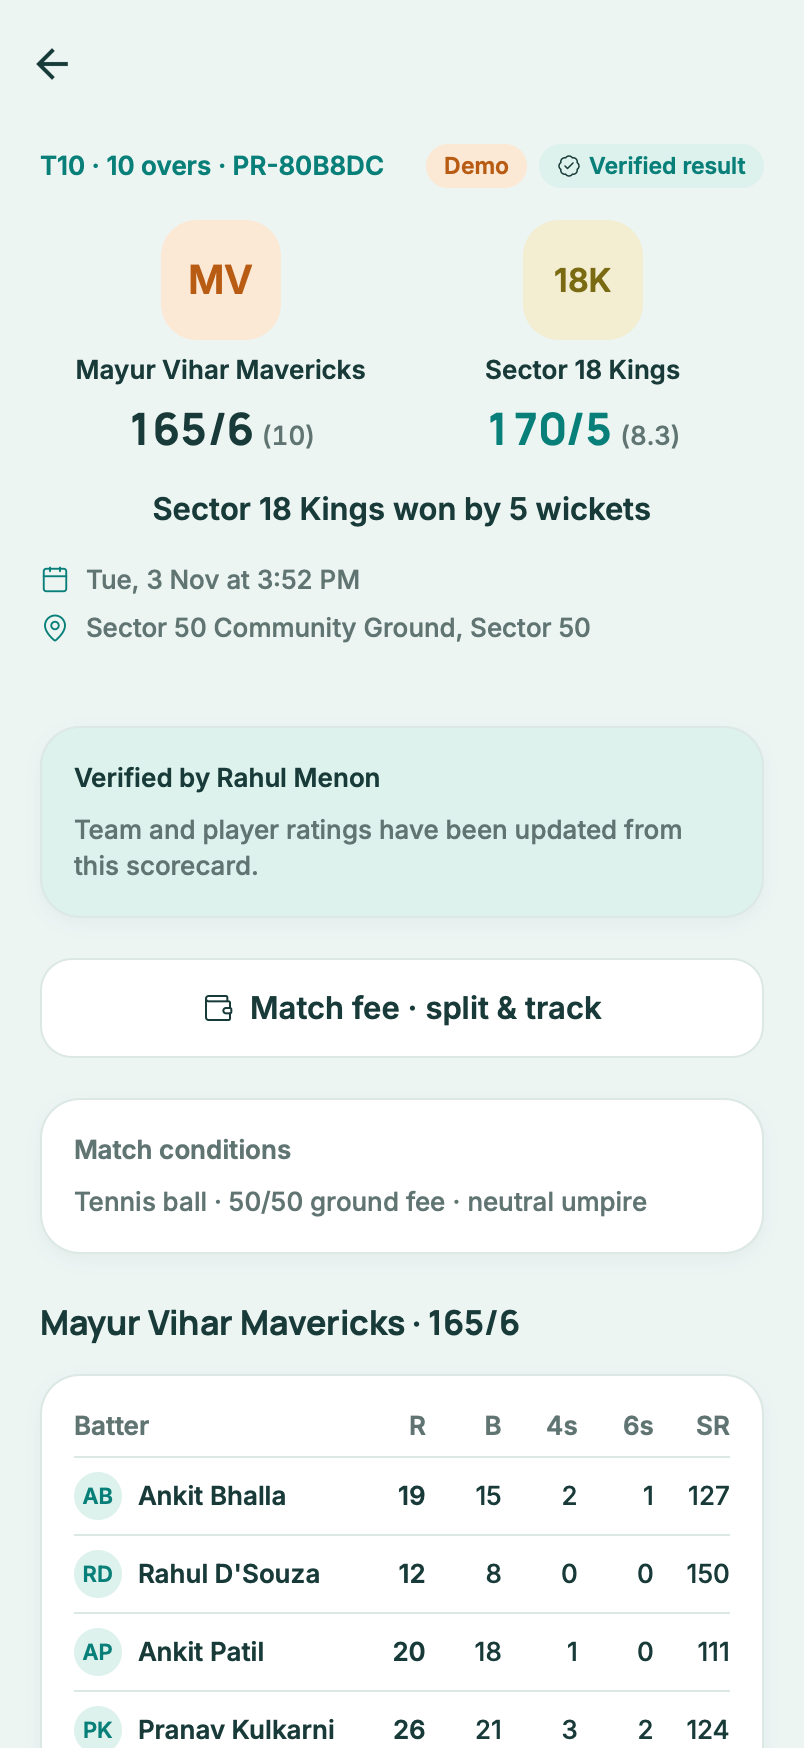 T10 · 10 overs · PR-80B8DC
Demo
Verified result
MV
18K
Mayur Vihar Mavericks
Sector 18 Kings
165/6 (10)
170/5 (8.3)
Sector 18 Kings won by 5 wickets
Tue, 3 Nov at 3:52 PM
Sector 50 Community Ground, Sector 50
Verified by Rahul Menon
Team and player ratings have been updated from
this scorecard.
Match fee · split & track
Match conditions
Tennis ball · 50/50 ground fee · neutral umpire
Mayur Vihar Mavericks · 165/6
Batter R B 4s 6s SR
AB Ankit Bhalla 19 15 2 1 127
RD Rahul D'Souza 12 8 0 0 150
AP Ankit Patil 20 18 1 0 111
PK Pranav Kulkarni 26 21 3 2 124